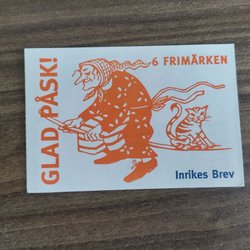 GLAD PÅSK!
6 FRIMÄRKEN
Inrikes Brev